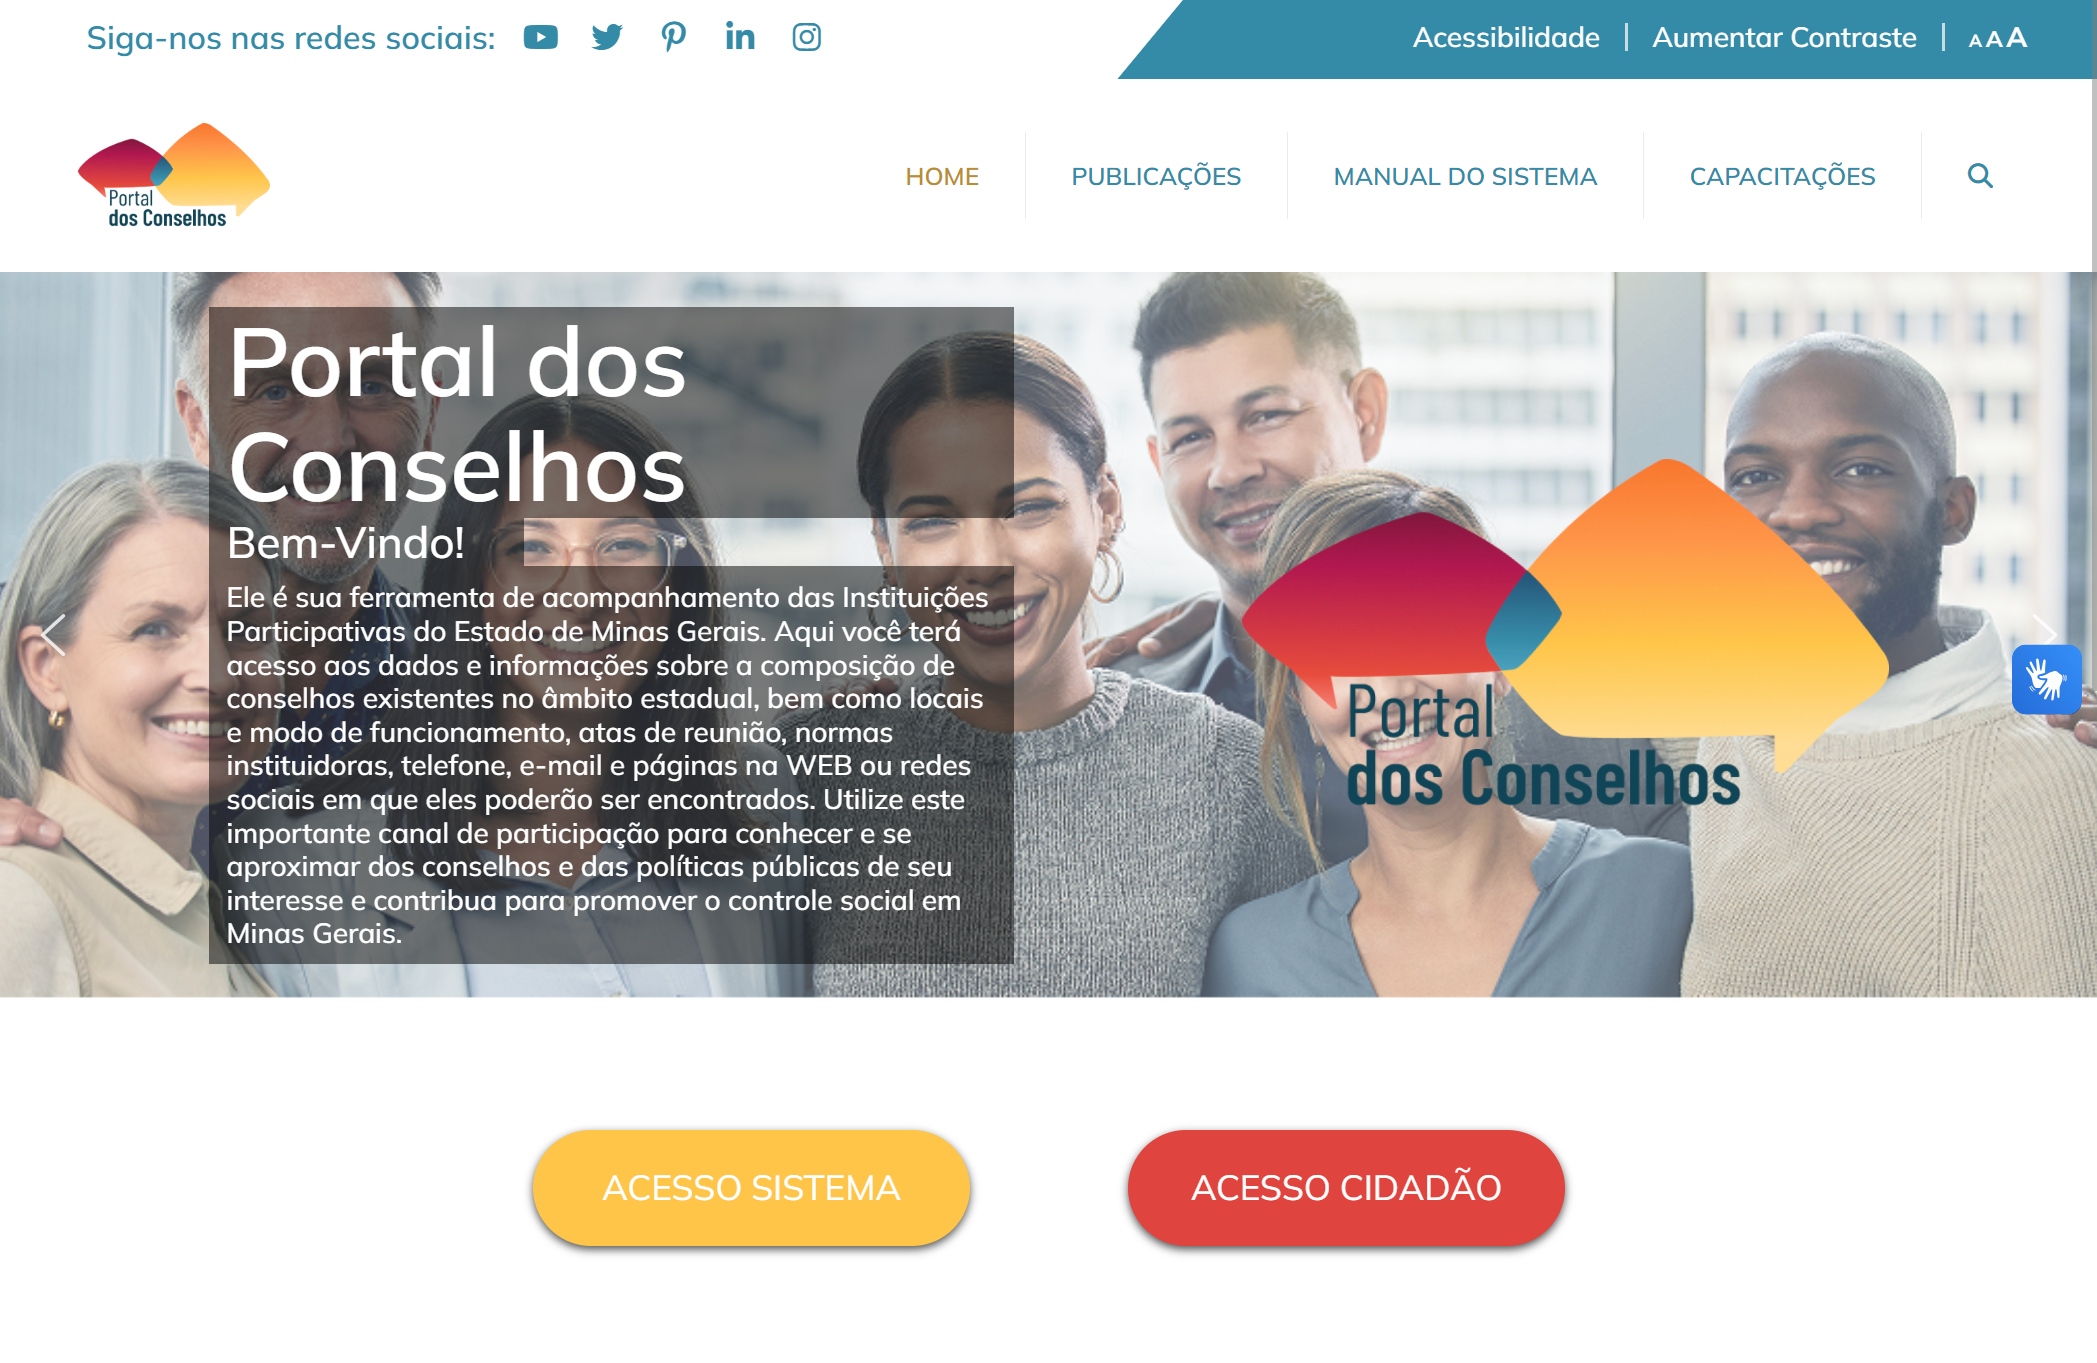 Siga-nos nas redes sociais:
Acessibilidade
Aumentar Contraste
A A A
Portal
dos Conselhos
HOME
PUBLICAÇÕES
MANUAL DO SISTEMA
CAPACITAÇÕES
Portal dos
Conselhos
Bem-Vindo!
Ele é sua ferramenta de acompanhamento das Instituições
Participativas do Estado de Minas Gerais. Aqui você terá
acesso aos dados e informações sobre a composição de
conselhos existentes no âmbito estadual, bem como locais
e modo de funcionamento, atas de reunião, normas
instituidoras, telefone, e-mail e páginas na WEB ou redes
sociais em que eles poderão ser encontrados. Utilize este
importante canal de participação para conhecer e se
aproximar dos conselhos e das políticas públicas de seu
interesse e contribua para promover o controle social em
Minas Gerais.
Portal
dos Conselhos
ACESSO SISTEMA
ACESSO CIDADÃO